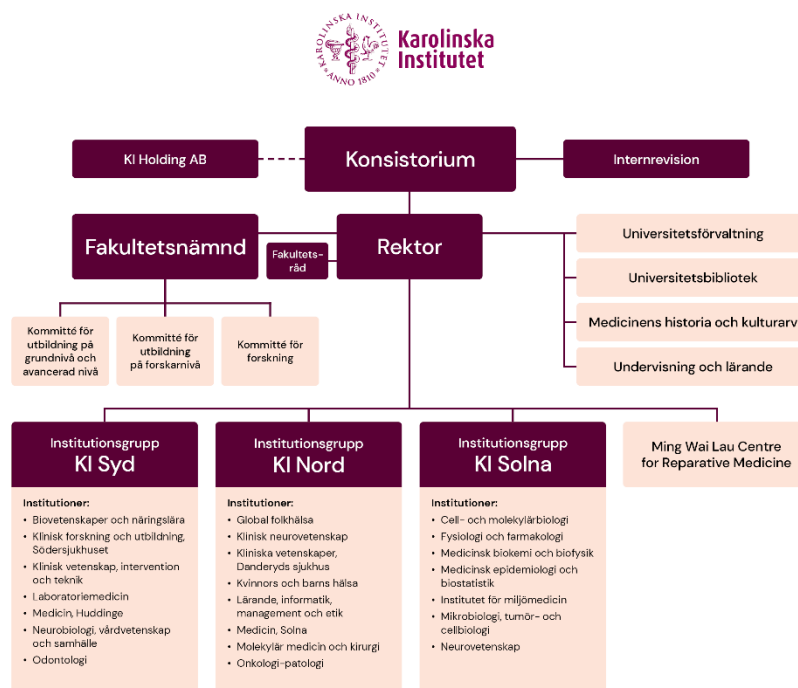 KAROLINSKA INSTITUTET
ANNO 1810
Karolinska
Institutet
KI Holding AB
Konsistorium
Internrevision
Fakultetsnämnd
Fakultets-
råd
Rektor
Universitetsförvaltning
Universitetsbibliotek
Medicinens historia och kulturarv
Undervisning och lärande
Kommitté för
utbildning på
grundnivå och
avancerad nivå
Kommitté för
utbildning
på forskarnivå
Kommitté för
forskning
Institutionsgrupp
KI Syd
Institutioner:
• Biovetenskaper och näringslära
• Klinisk forskning och utbildning,
Södersjukhuset
• Klinisk vetenskap, intervention
och teknik
• Laboratoriemedicin
• Medicin, Huddinge
• Neurobiologi, vårdvetenskap
och samhälle
• Odontologi
Institutionsgrupp
KI Nord
Institutioner:
• Global folkhälsa
• Klinisk neurovetenskap
• Kliniska vetenskaper,
Danderyds sjukhus
• Kvinnors och barns hälsa
• Lärande, informatik,
management och etik
• Medicin, Solna
• Molekylär medicin och kirurgi
• Onkologi-patologi
Institutionsgrupp
KI Solna
Institutioner:
• Cell- och molekylärbiologi
• Fysiologi och farmakologi
• Medicinsk biokemi och biofysik
• Medicinsk epidemiologi och
biostatistik
• Institutet för miljömedicin
• Mikrobiologi, tumör- och
cellbiologi
• Neurovetenskap
Ming Wai Lau Centre
for Reparative Medicine